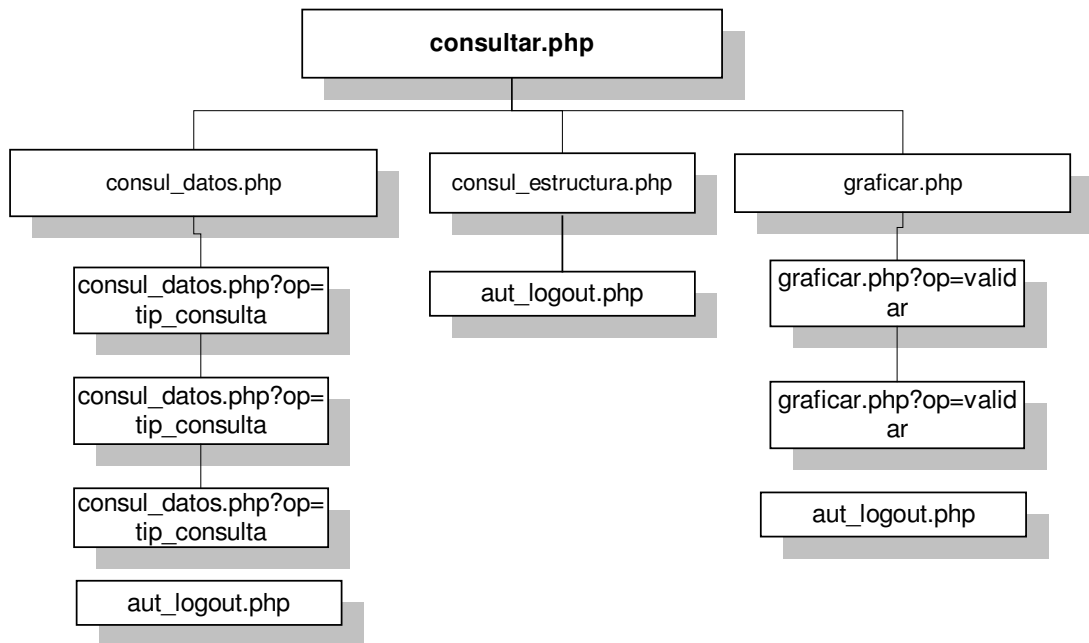 consultar.php
consul_datos.php
consul_estructura.php
graficar.php
consul_datos.php?op=
tip_consulta
aut_logout.php
graficar.php?op=valid
ar
consul_datos.php?op=
tip_consulta
graficar.php?op=valid
ar
consul_datos.php?op=
tip_consulta
aut_logout.php
aut_logout.php